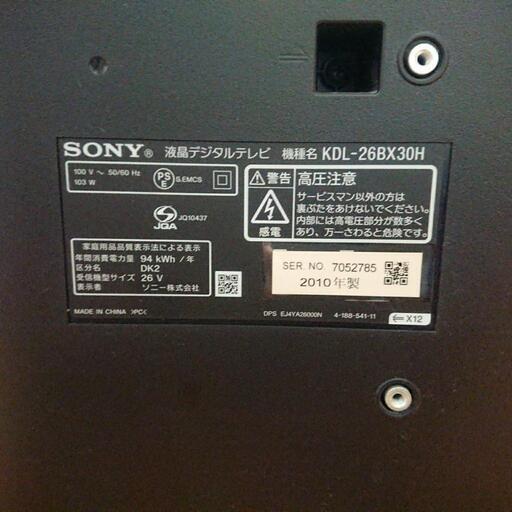 SONY® 液晶デジタルテレビ 機種名 KDL-26BX30H
100 V ～ 50/60 Hz
103 W
PS
E
S.EMCS
JQA
JQ10437
家庭用品品質表示法による表示
年間消費電力量 94 kWh／年
区分名 DK2
受信機型サイズ 26 V
表示者 ソニー株式会社
MADE IN CHINA >PC<
⚠警告 高圧注意
感電
サービスマン以外の方は
裏ぶたをあけないでください。
内部には高電圧部分が数多く
あり、万一さわると危険です。
SER. NO. 7052785
2010年製
DPS EJ4YA26000N 4-188-541-11
X12